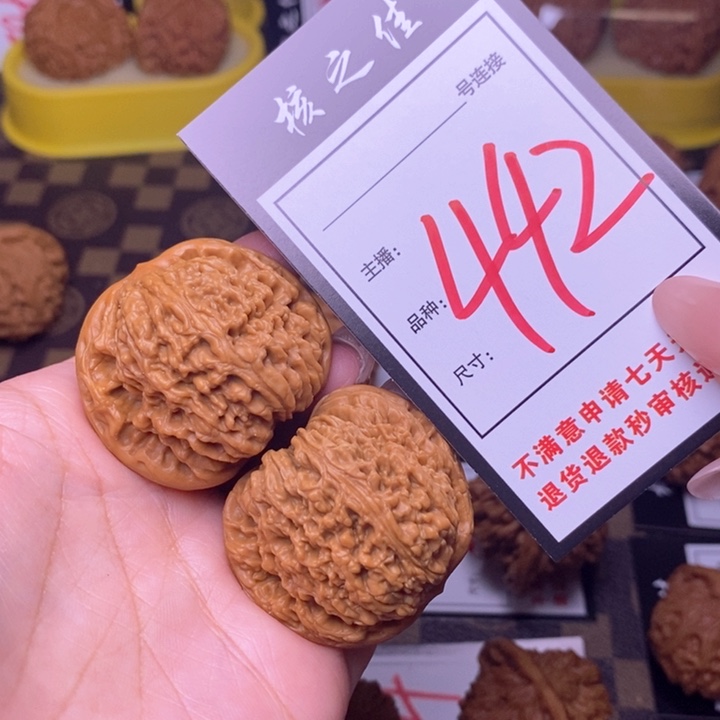 核之佳
号连接
442
主播：
品种：
尺寸：
不满意申请七天
退货退款秒审核